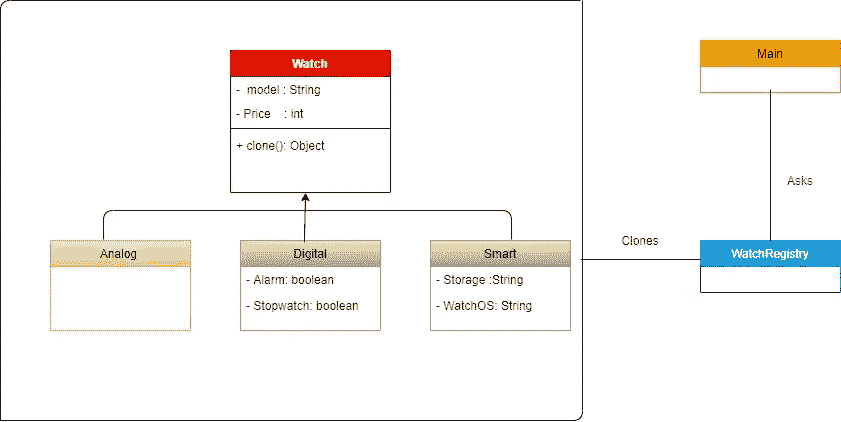 Watch
- model : String
- Price : int
+ clone(): Object
Analog
Digital
- Alarm: boolean
- Stopwatch: boolean
Smart
- Storage :String
- WatchOS: String
Clones
Main
Asks
WatchRegistry